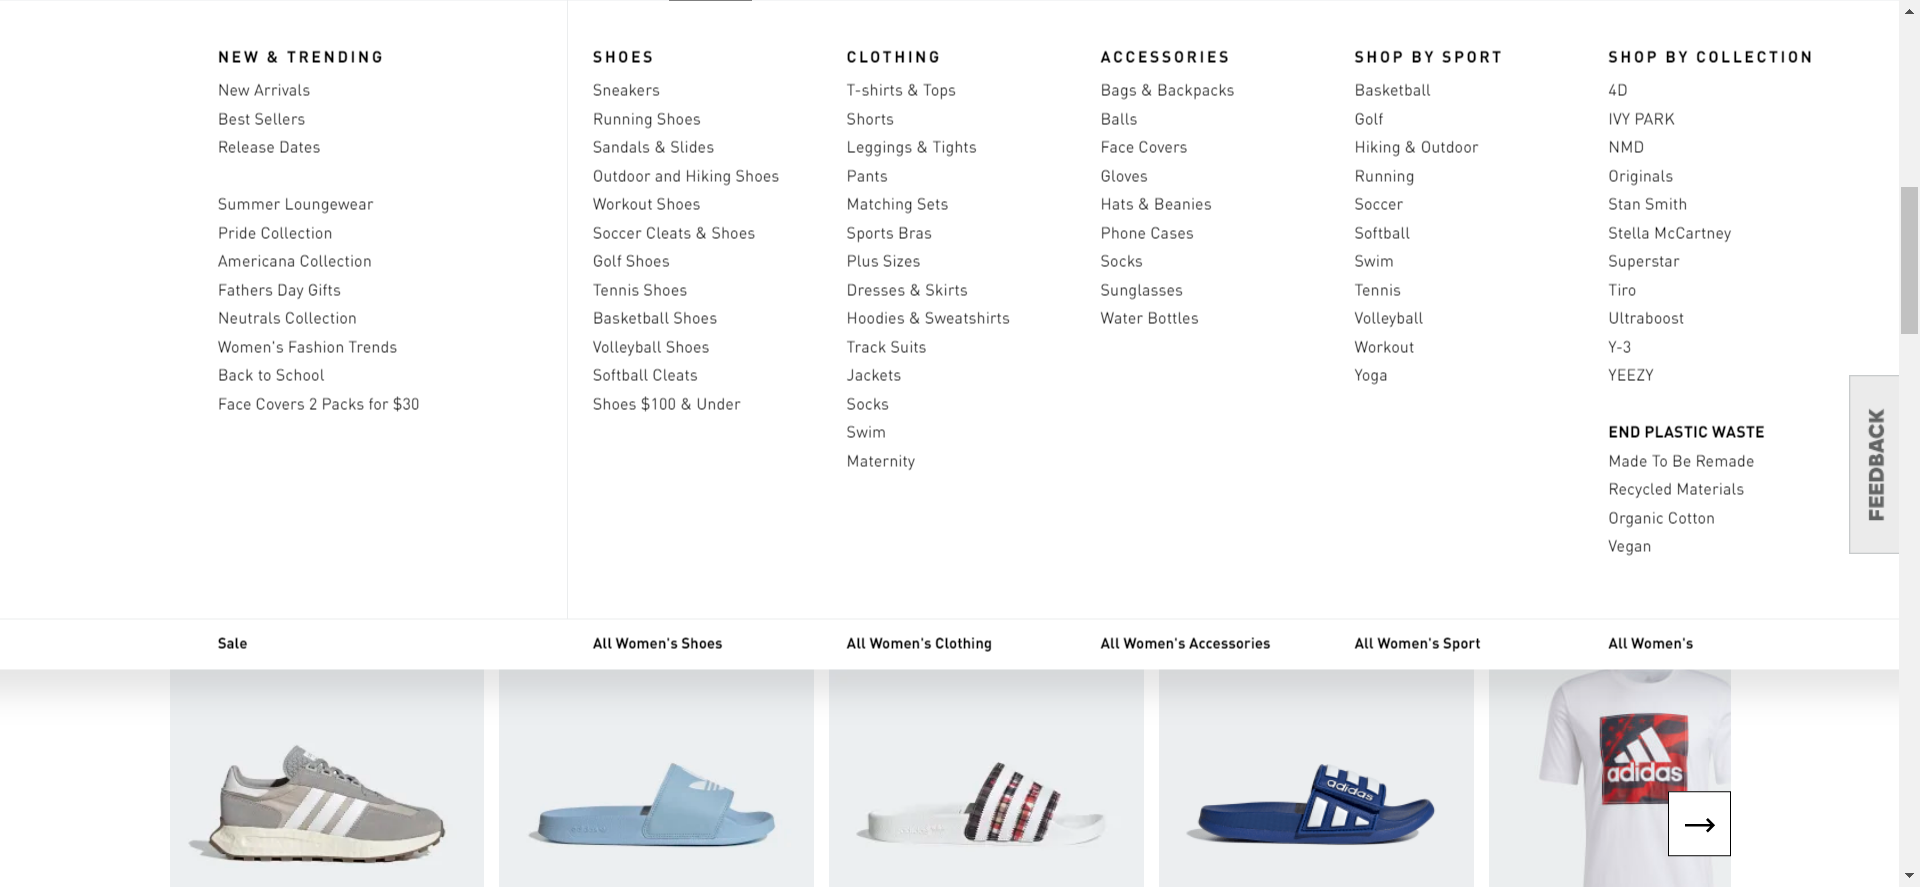 NEW & TRENDING
New Arrivals
Best Sellers
Release Dates
Summer Loungewear
Pride Collection
Americana Collection
Fathers Day Gifts
Neutrals Collection
Women's Fashion Trends
Back to School
Face Covers 2 Packs for $30
Sale
SHOES
Sneakers
Running Shoes
Sandals & Slides
Outdoor and Hiking Shoes
Workout Shoes
Soccer Cleats & Shoes
Golf Shoes
Tennis Shoes
Basketball Shoes
Volleyball Shoes
Softball Cleats
Shoes $100 & Under
All Women's Shoes
CLOTHING
T-shirts & Tops
Shorts
Leggings & Tights
Pants
Matching Sets
Sports Bras
Plus Sizes
Dresses & Skirts
Hoodies & Sweatshirts
Track Suits
Jackets
Socks
Swim
Maternity
All Women's Clothing
ACCESSORIES
Bags & Backpacks
Balls
Face Covers
Gloves
Hats & Beanies
Phone Cases
Socks
Sunglasses
Water Bottles
All Women's Accessories
SHOP BY SPORT
Basketball
Golf
Hiking & Outdoor
Running
Soccer
Softball
Swim
Tennis
Volleyball
Workout
Yoga
All Women's Sport
SHOP BY COLLECTION
4D
IVY PARK
NMD
Originals
Stan Smith
Stella McCartney
Superstar
Tiro
Ultraboost
Y-3
YEEZY
END PLASTIC WASTE
Made To Be Remade
Recycled Materials
Organic Cotton
Vegan
All Women's
FEEDBACK
adidas
adidas